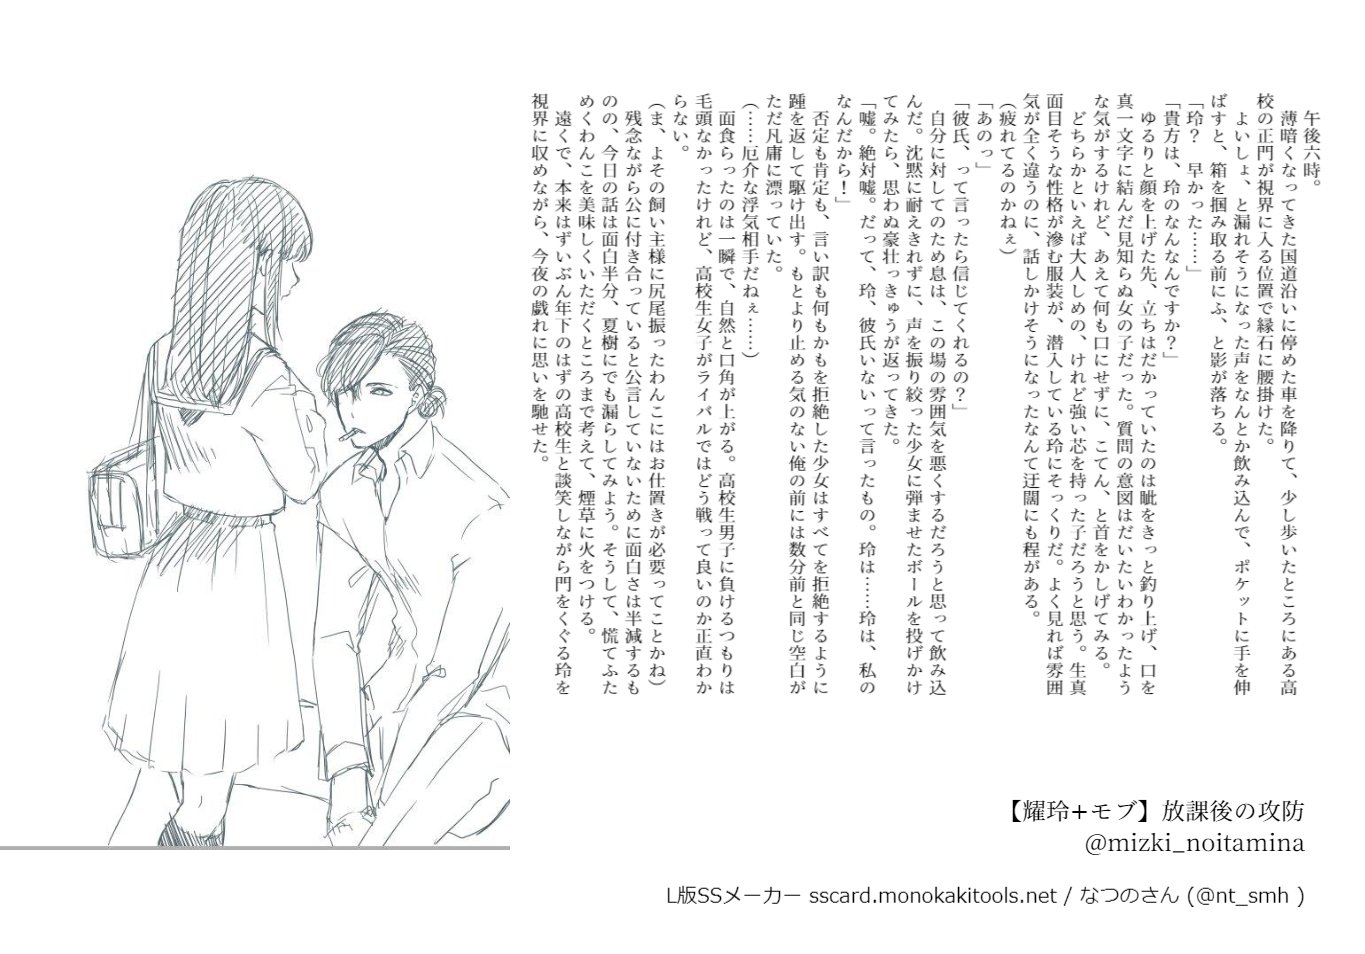 午後六時。
薄暗くなってきた国道沿いに停めた車を降りて、少し歩いたところにある高
校の正門が視界に入る位置で縁石に腰掛けた。
よいしょ、と漏れそうになった声をなんとか飲み込んで、ポケットに手を伸
ばすと、箱を掴み取る前にふ、と影が落ちる。
「玲？　早かった……」
「貴方は、玲のなんなんですか？」
ゆるりと顔を上げた先、立ちはだかっていたのは眦をきっと釣り上げ、口を
真一文字に結んだ見知らぬ女の子だった。質問の意図はだいたいわかったよう
な気がするけれど、あえて何も口にせずに、こてん、と首をかしげてみる。
どちらかといえば大人しめの、けれど強い芯を持った子だろうと思う。生真
面目そうな性格が滲む服装が、潜入している玲にそっくりだ。よく見れば雰囲
気が全く違うのに、話しかけそうになったなんて迂闊にも程がある。
（疲れてるのかねぇ）
「あのっ」
「彼氏、って言ったら信じてくれるの？」
自分に対してのため息は、この場の雰囲気を悪くするだろうと思って飲み込
んだ。沈黙に耐えきれずに、声を振り絞った少女に弾ませたボールを投げかけ
てみたら、思わぬ豪壮っきゅうが返ってきた。
「嘘。絶対嘘。だって、玲、彼氏いないって言ったもの。玲は……玲は、私の
なんだから！」
否定も肯定も、言い訳も何もかもを拒絶した少女はすべてを拒絶するように
踵を返して駆け出す。もとより止める気のない俺の前には数分前と同じ空白が
ただ凡庸に漂っていた。
（……厄介な浮気相手だねぇ……）
面食らったのは一瞬で、自然と口角が上がる。高校生男子に負けるつもりは
毛頭なかったけれど、高校生女子がライバルではどう戦って良いのか正直わか
らない。
（ま、よその飼い主様に尻尾振ったわんこにはお仕置きが必要ってことかね）
残念ながら公に付き合っていると公言していないために面白さは半減するも
のの、今日の話は面白半分、夏樹にでも漏らしてみよう。そうして、慌てふた
めくわんこを美味しくいただくところまで考えて、煙草に火をつける。
遠くで、本来はずいぶん年下のはずの高校生と談笑しながら門をくぐる玲を
視界に収めながら、今夜の戯れに思いを馳せた。
【耀玲+モブ】放課後の攻防
@mizki_noitamina
L版SSメーカー sscard.monokakitools.net / なつのさん (@nt_smh )